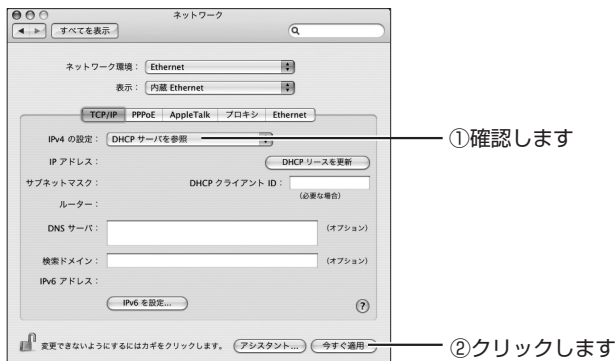 ネットワーク
すべてを表示
ネットワーク環境： Ethernet
表示： 内蔵 Ethernet
TCP/IP PPPoE AppleTalk プロキシ Ethernet
IPv4 の設定： DHCP サーバを参照
①確認します
IP アドレス：
DHCP リースを更新
サブネットマスク：
DHCP クライアント ID：
(必要な場合)
ルーター：
DNS サーバ：
(オプション)
検索ドメイン：
(オプション)
IPv6 アドレス：
IPv6 を設定...
?
変更できないようにするにはカギをクリックします。
アシスタント...
今すぐ適用
②クリックします